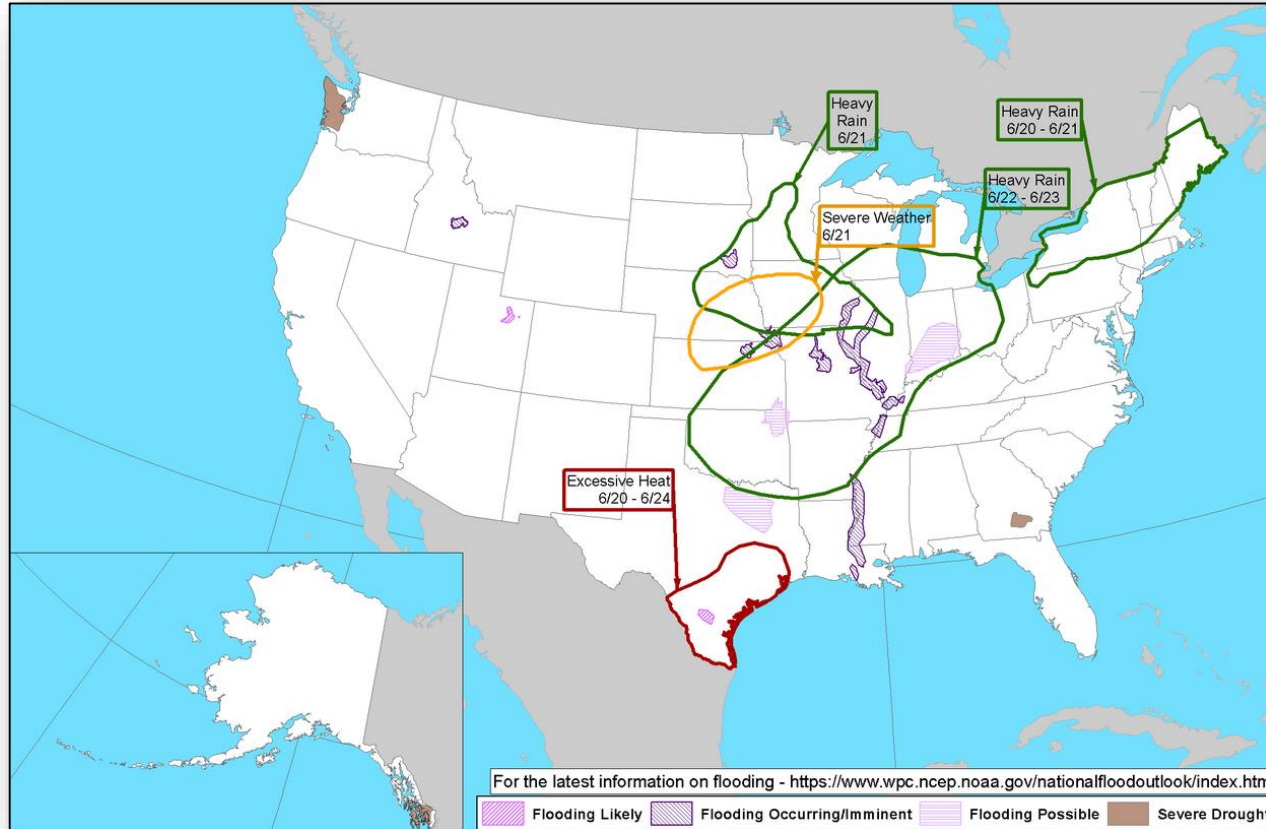 Heavy
Rain
6/21
Heavy Rain
6/20 - 6/21
Heavy Rain
6/22 - 6/23
Severe Weather
6/21
Excessive Heat
6/20 - 6/24
For the latest information on flooding - https://www.wpc.ncep.noaa.gov/nationalfloodoutlook/index.htm
Flooding Likely
Flooding Occurring/Imminent
Flooding Possible
Severe Drought